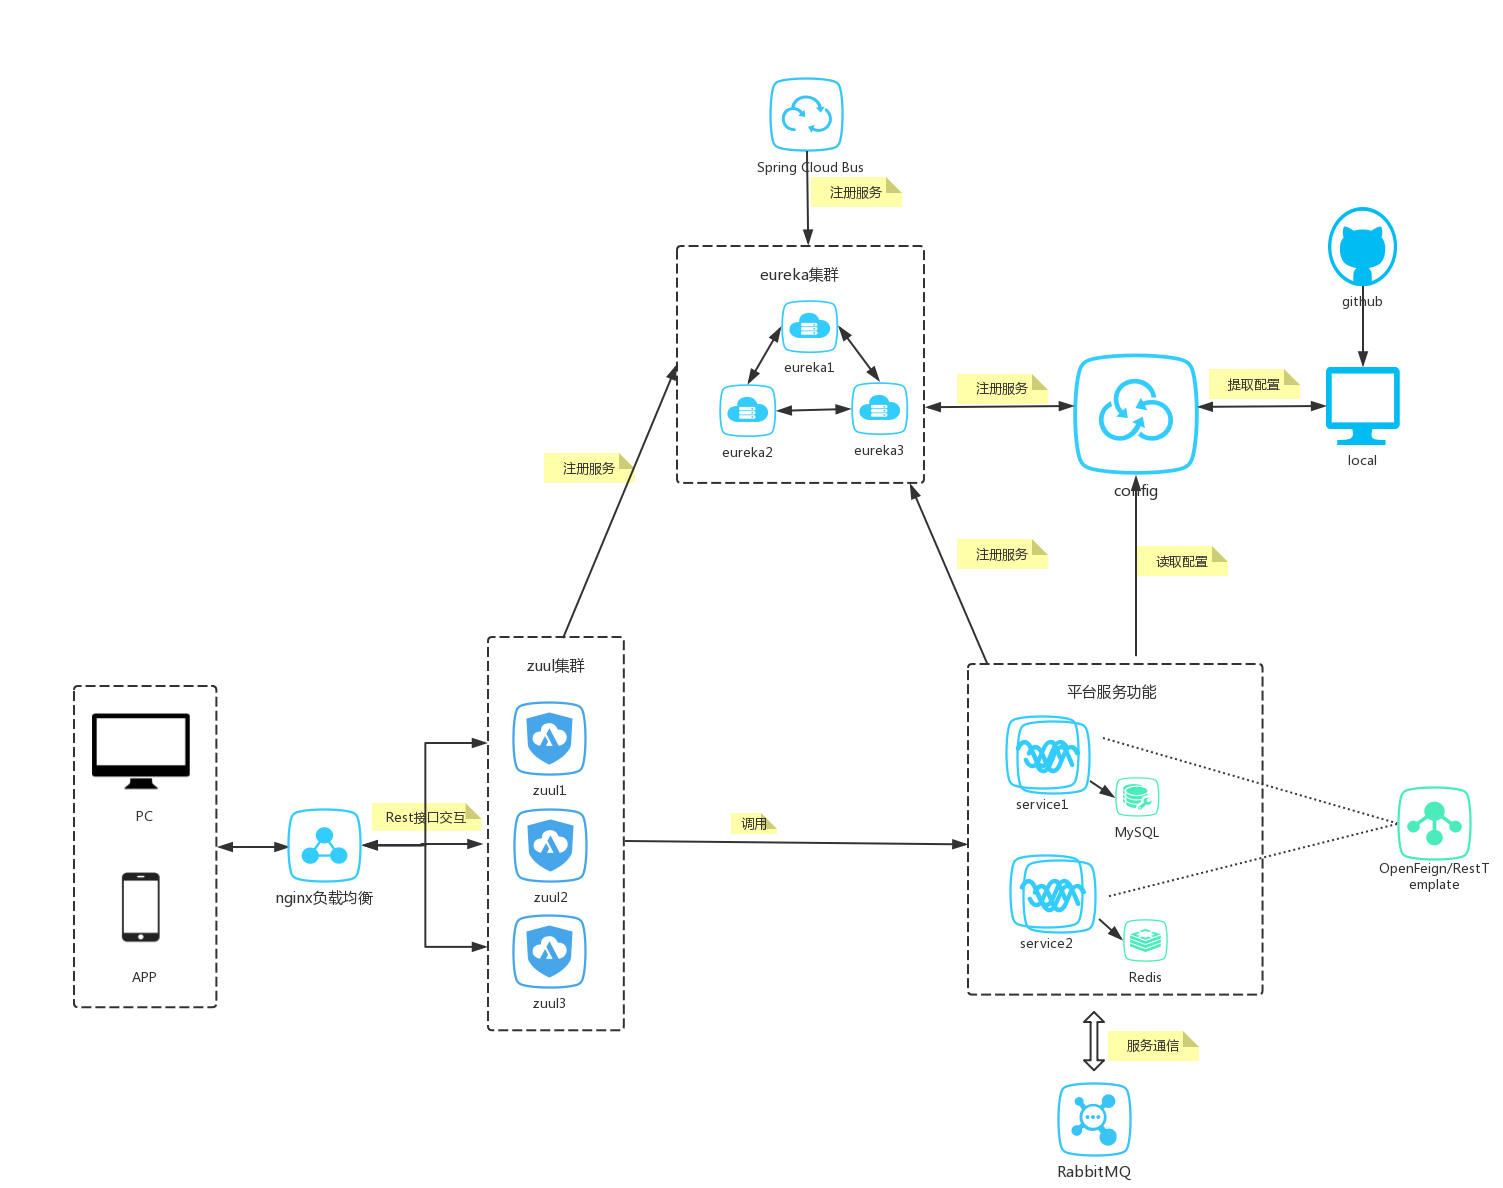 Spring Cloud Bus
注册服务
eureka集群
eureka1
eureka2
eureka3
注册服务
github
提取配置
local
config
注册服务
注册服务
读取配置
zuul集群
zuul1
zuul2
zuul3
PC
APP
nginx负载均衡
Rest接口交互
调用
平台服务功能
service1
MySQL
service2
Redis
OpenFeign/RestT
emplate
服务通信
RabbitMQ